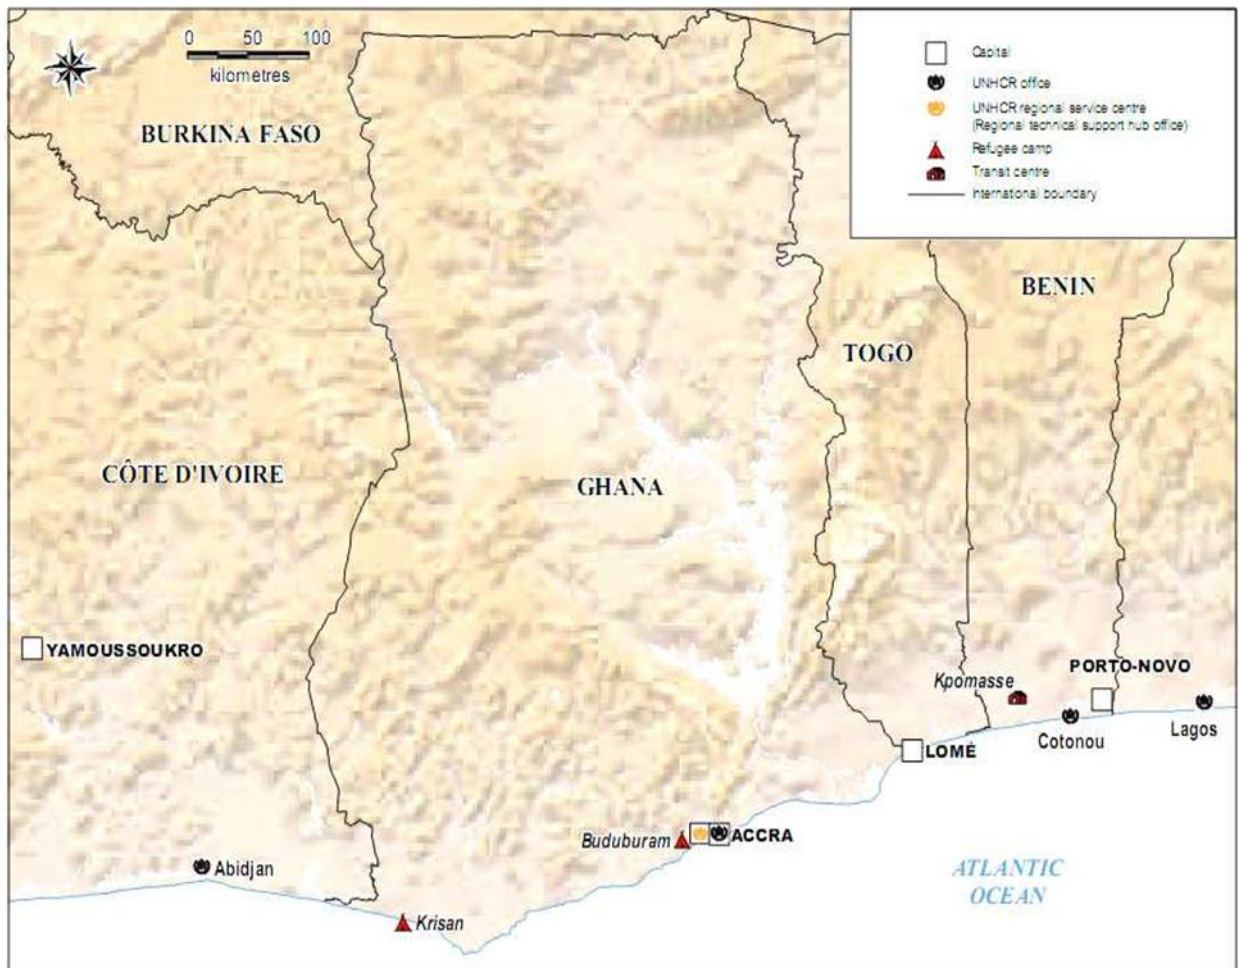 0 50 100
kilometres
Capital
UNHCR office
UNHCR regional service centre
(Regional technical support hub office)
Refugee camp
Transit centre
International boundary
BURKINA FASO
BENIN
TOGO
CÔTE D'IVOIRE
GHANA
YAMOUSSOUKRO
PORTO-NOVO
Kpomasse
Lagos
Cotonou
LOMÉ
Buduburam
ACCRA
Abidjan
ATLANTIC
OCEAN
Krisan